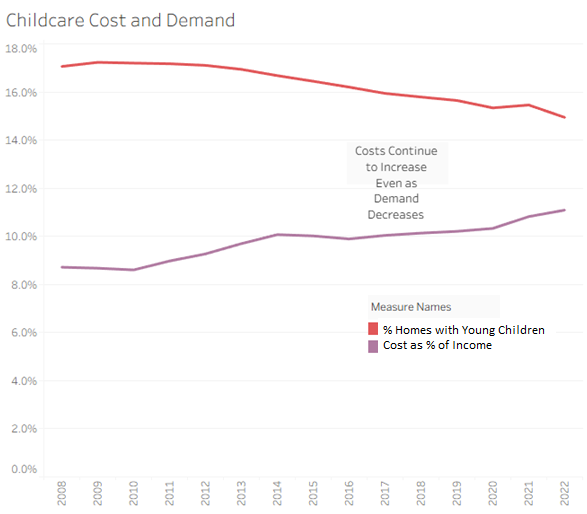 Childcare Cost and Demand
18.0%
16.0%
14.0%
12.0%
10.0%
8.0%
6.0%
4.0%
2.0%
0.0%
Costs Continue
to Increase
Even as
Demand
Decreases
Measure Names
% Homes with Young Children
Cost as % of Income
2008
2009
2010
2011
2012
2013
2014
2015
2016
2017
2018
2019
2020
2021
2022